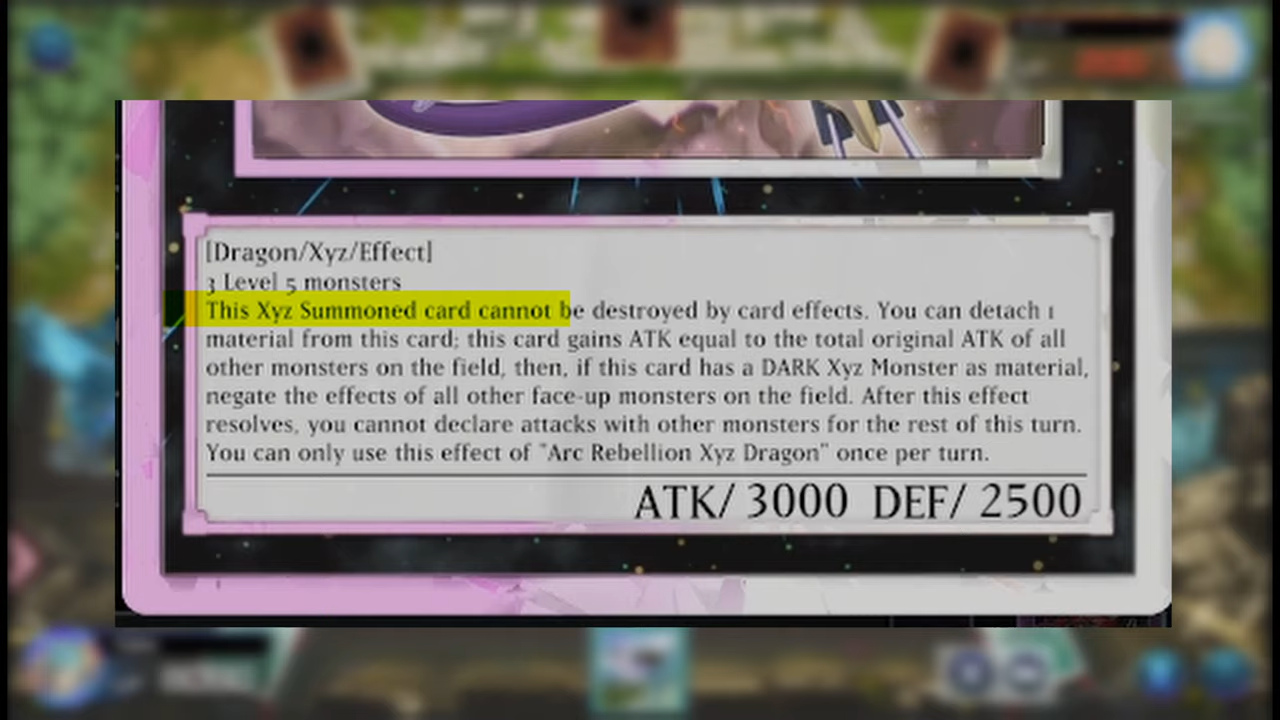 [Dragon/Xyz/Effect]
3 Level 5 monsters
This Xyz Summoned card cannot be destroyed by card effects. You can detach 1
material from this card; this card gains ATK equal to the total original ATK of all
other monsters on the field, then, if this card has a DARK Xyz Monster as material,
negate the effects of all other face-up monsters on the field. After this effect
resolves, you cannot declare attacks with other monsters for the rest of this turn.
You can only use this effect of "Arc Rebellion Xyz Dragon" once per turn.
ATK/ 3000 DEF/ 2500